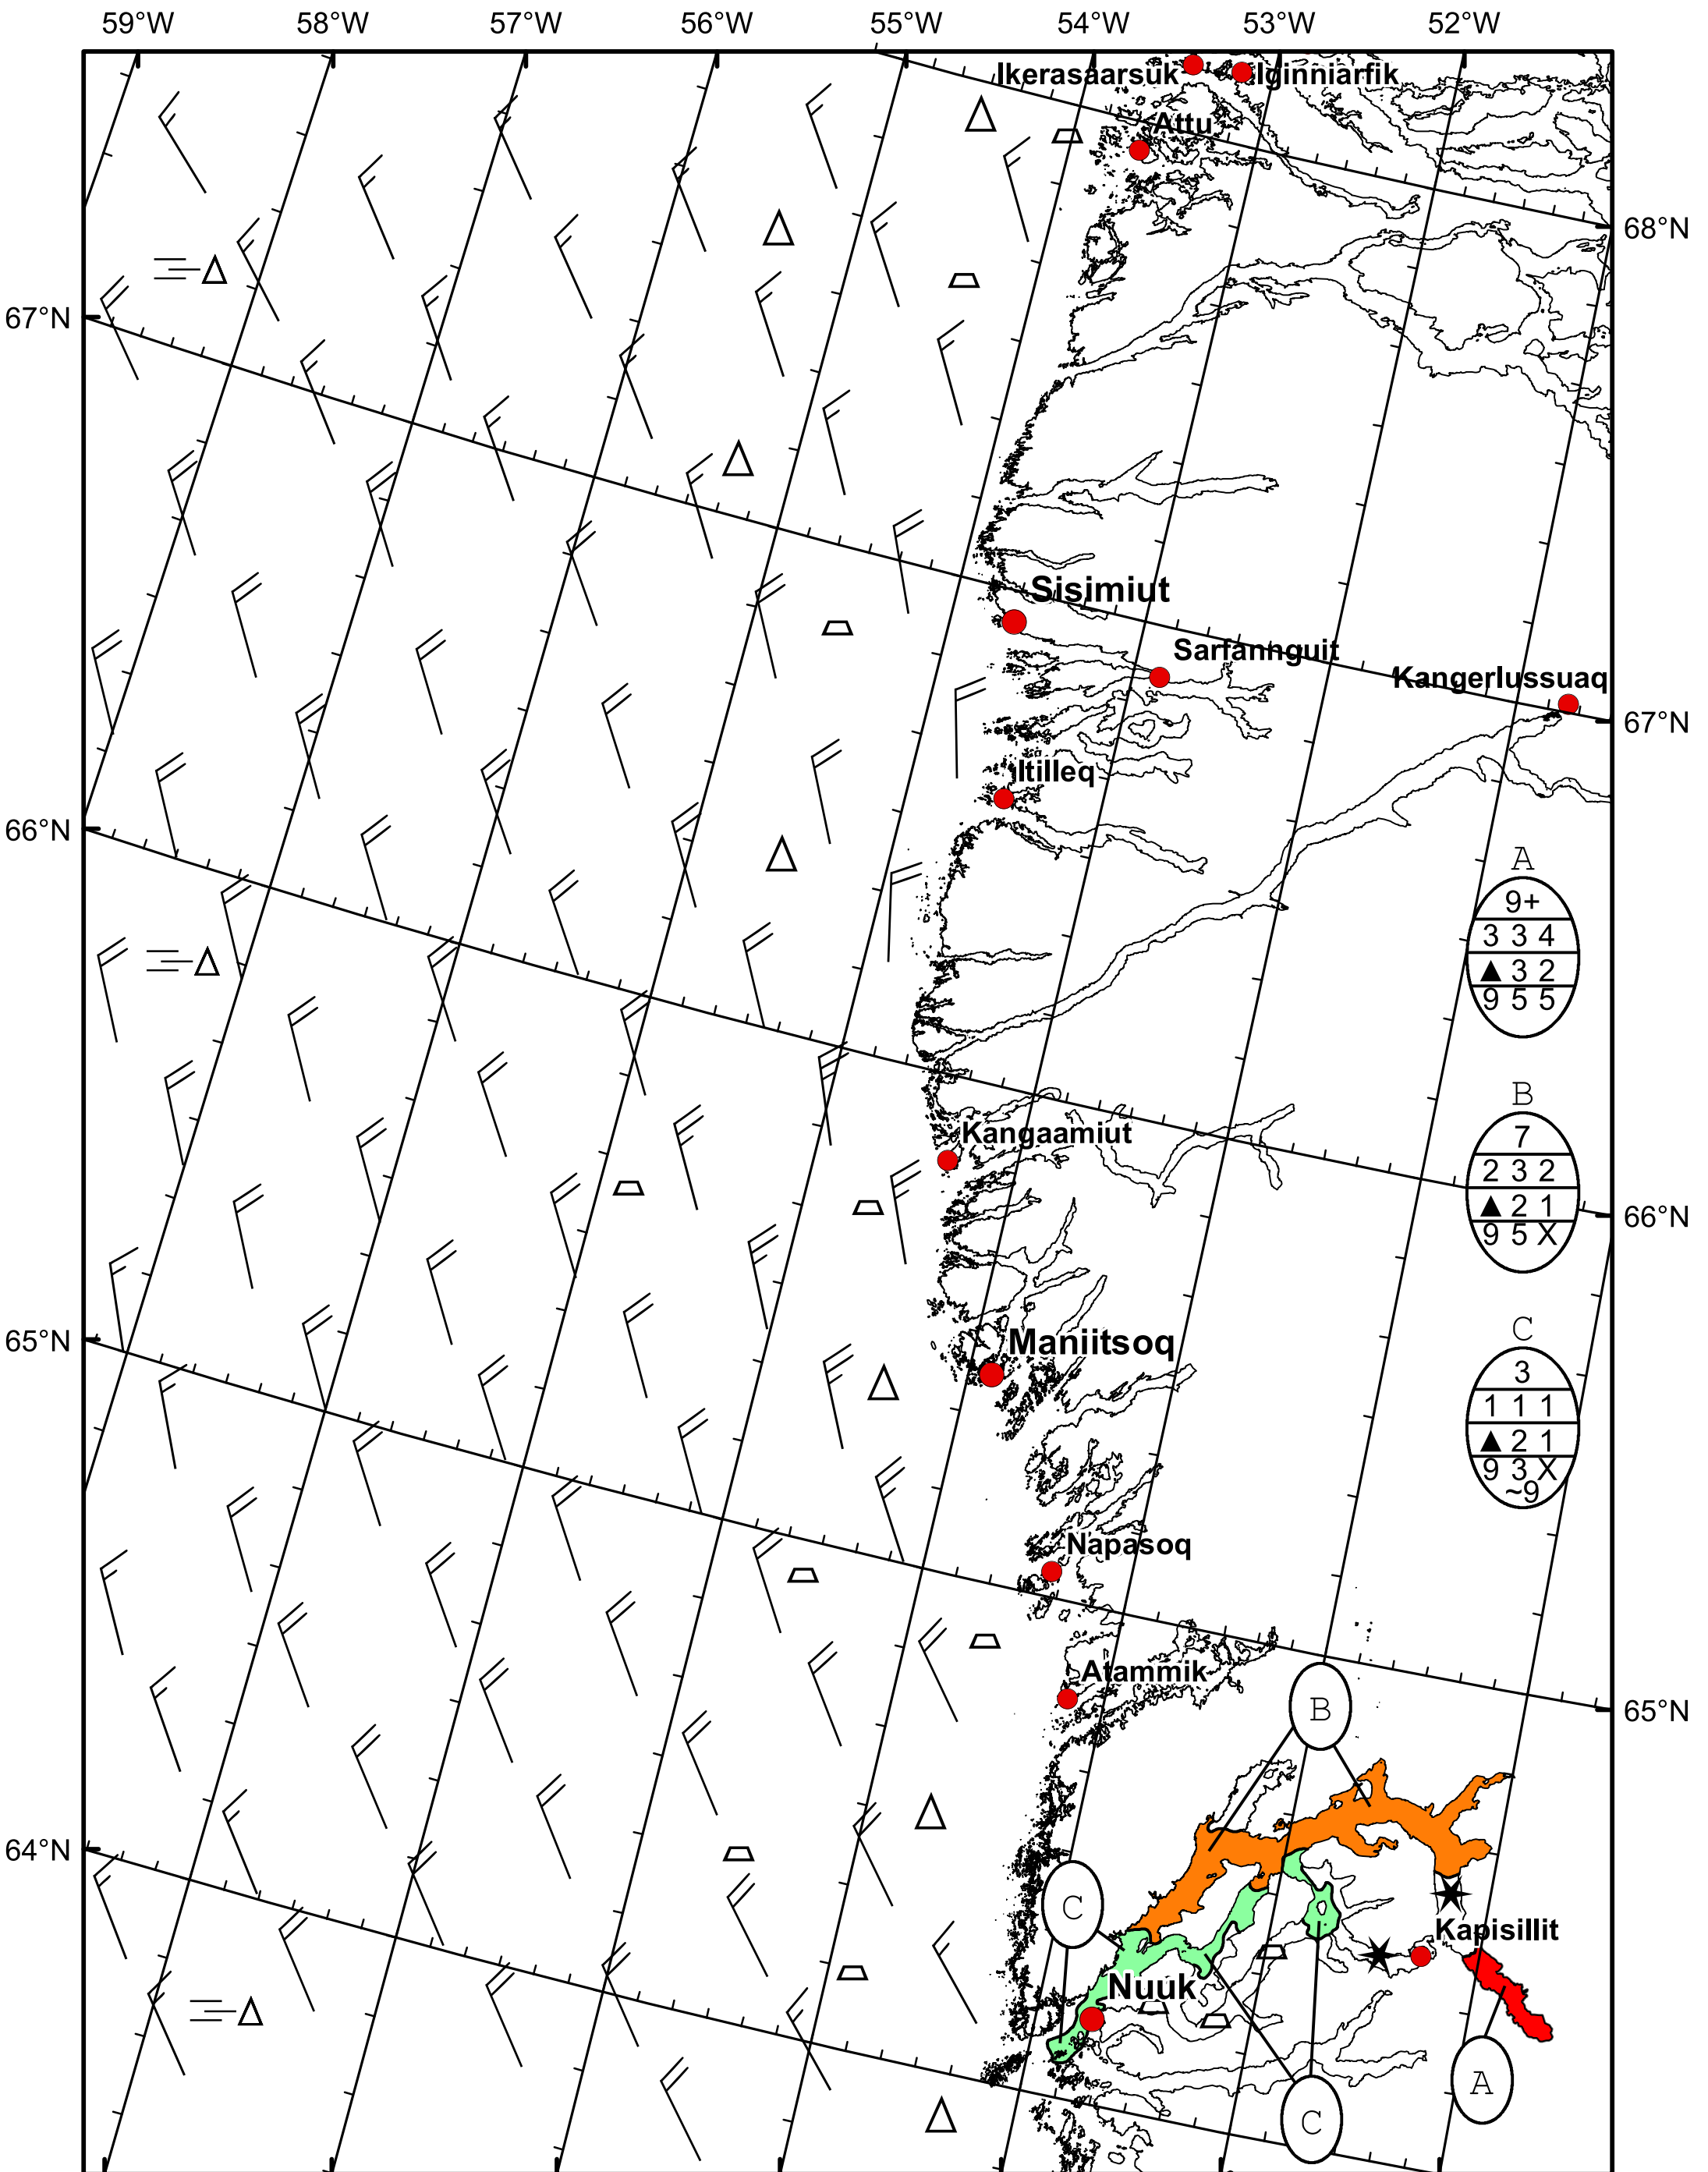 59°W 58°W 57°W 56°W 55°W 54°W 53°W 52°W
Ikerasaarsuk Iginniarfik
Attu
68°N
67°N
Sisimiut
Sarfannguit
Kangerlussuaq
67°N
Itilleq
66°N
A
9+
3 3 4
▲ 3 2
9 5 5
B
7
2 3 2
▲ 2 1
9 5 X
Kangaamiut
66°N
65°N
Maniitsoq
C
3
1 1 1
▲ 2 1
9 3 X
~9
Napasoq
Atammik
B
65°N
64°N
C
Kapisillit
Nuuk
A
C